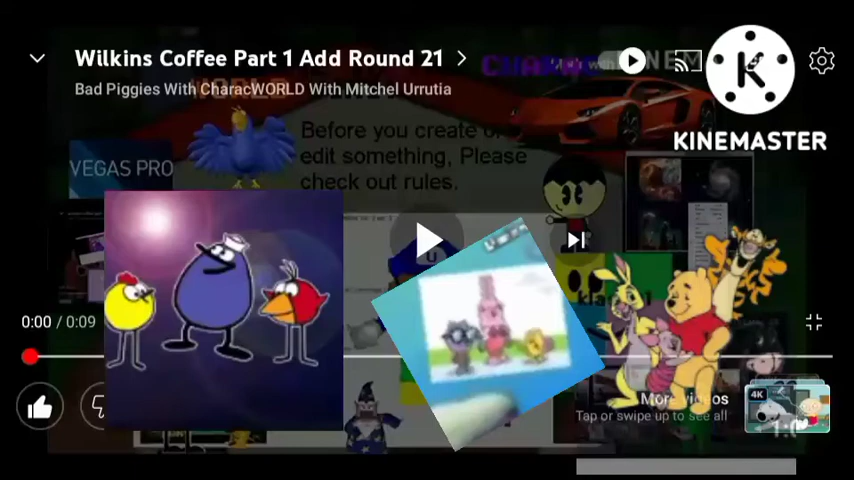 Wilkins Coffee Part 1 Add Round 21
Bad Piggies With CharacWORLD With Mitchel Urrutia
KINEMASTER
Before you create or
edit something, Please
check out rules.
VEGAS PRO
0:00 / 0:09
More videos
Tap or swipe up to see all
4K